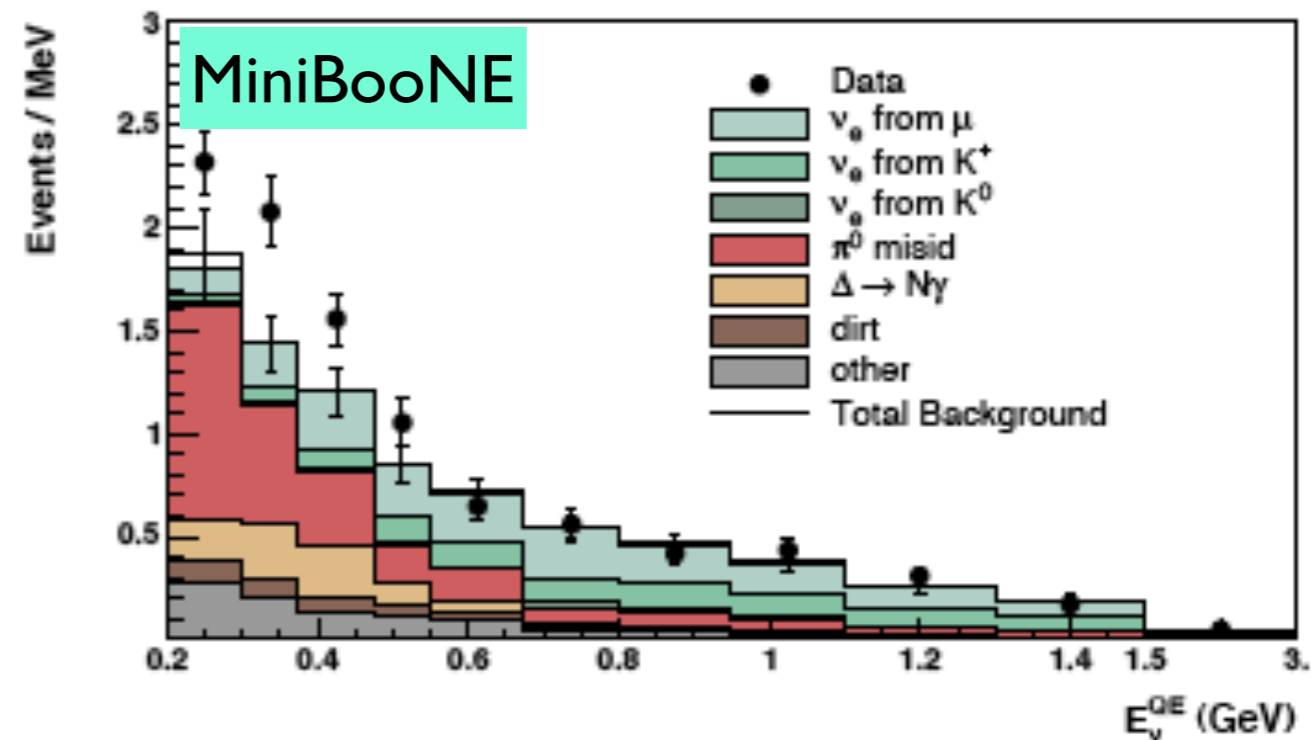 MiniBooNE
Events / MeV
3
2.5
2
1.5
1
0.5
Data
νe from μ
νe from K+
νe from K0
π0 misid
Δ → Nγ
dirt
other
Total Background
0.2 0.4 0.6 0.8 1 1.2 1.4 1.5 3.
EνQE (GeV)